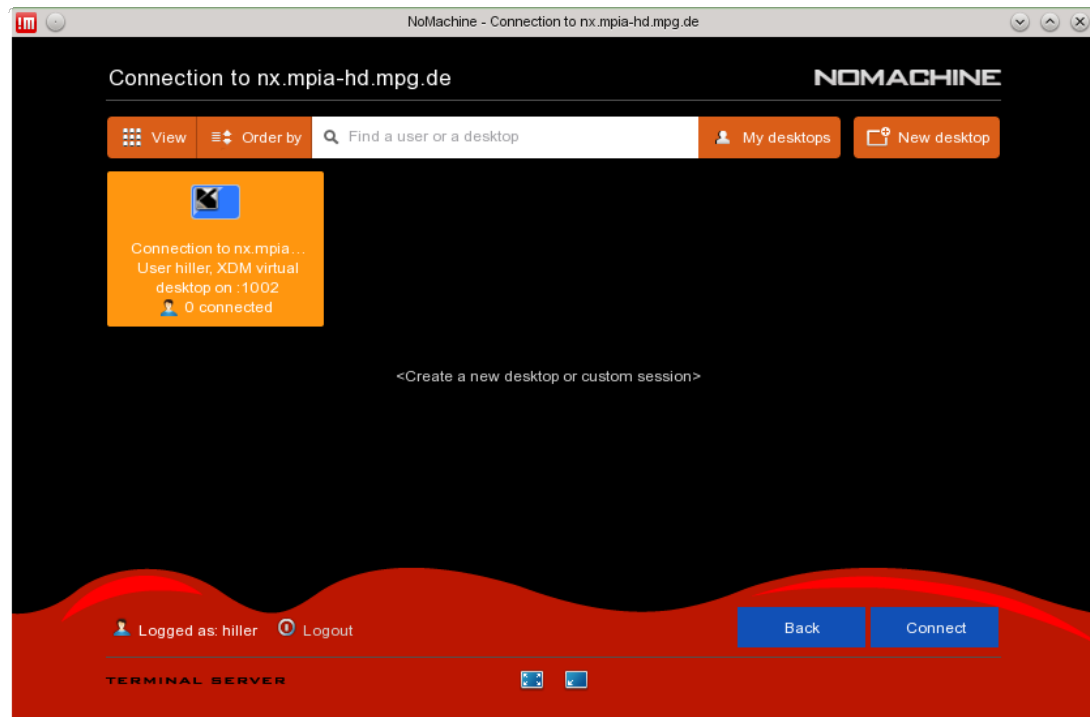 NoMachine - Connection to nx.mpia-hd.mpg.de
Connection to nx.mpia-hd.mpg.de
NOMACHINE
View
Order by
Find a user or a desktop
My desktops
New desktop
Connection to nx.mpia...
User hiller, XDM virtual
desktop on :1002
0 connected
<Create a new desktop or custom session>
Logged as: hiller
Logout
Back
Connect
TERMINAL SERVER